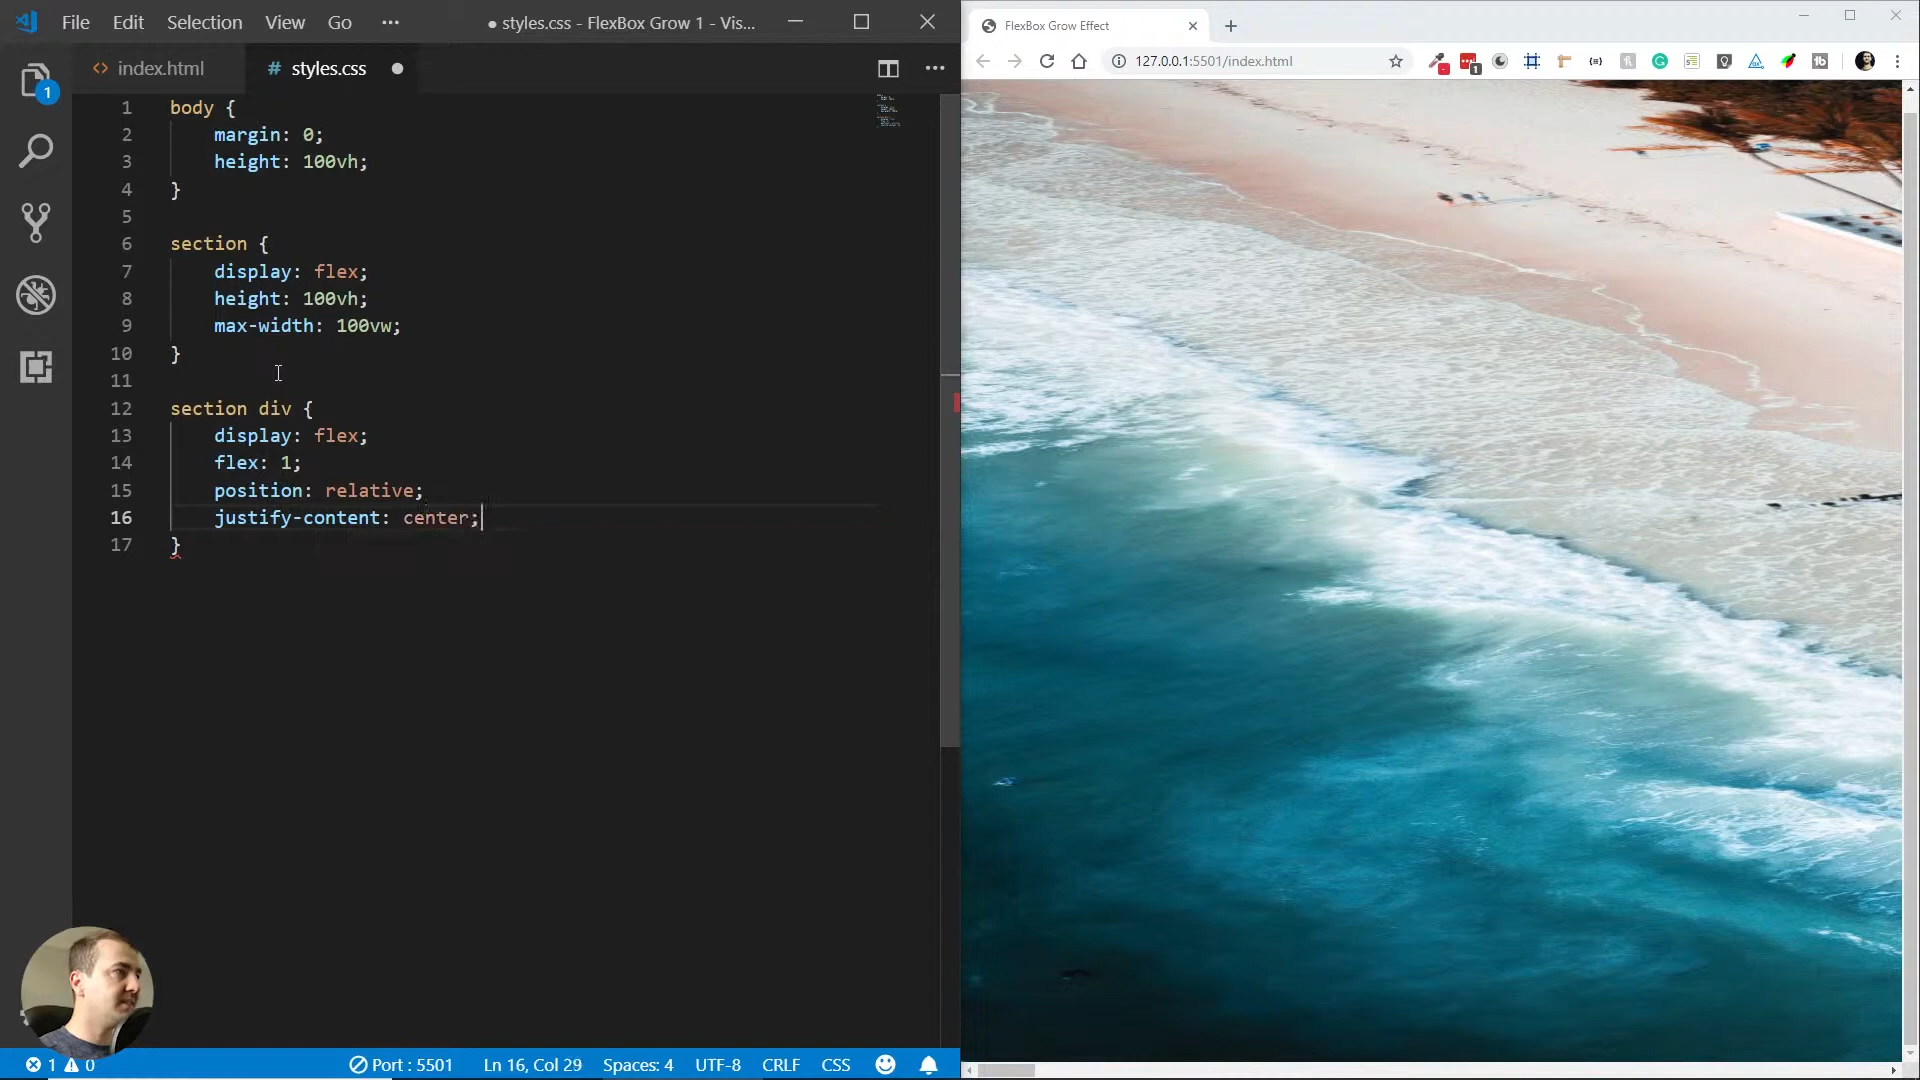 File Edit Selection View Go ··· ● styles.css - FlexBox Grow 1 - Vis...
index.html
# styles.css ●
1
1 body {
2 margin: 0;
3 height: 100vh;
4 }
5
6 section {
7 display: flex;
8 height: 100vh;
9 max-width: 100vw;
10 }
11
12 section div {
13 display: flex;
14 flex: 1;
15 position: relative;
16 justify-content: center;
17 }
1 0 Port : 5501 Ln 16, Col 29 Spaces: 4 UTF-8 CRLF CSS
FlexBox Grow Effect
127.0.0.1:5501/index.html
1